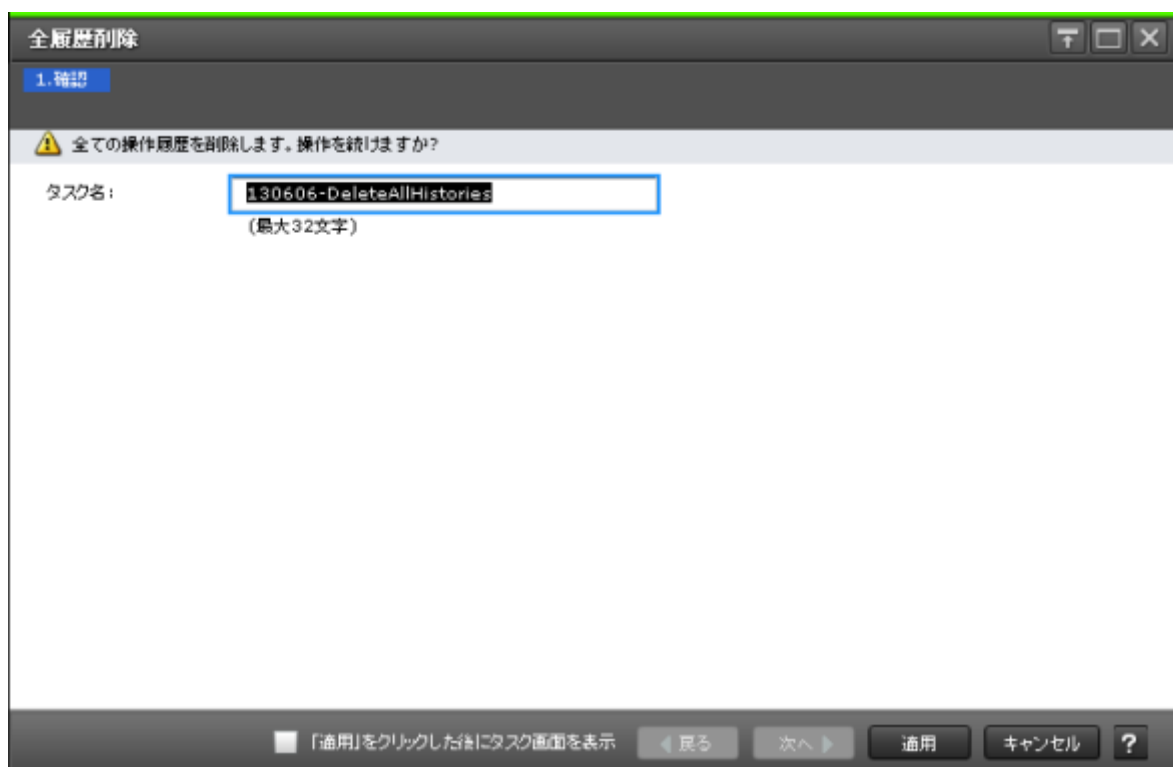 全履歴削除
1.確認
全ての操作履歴を削除します。操作を続けますか?
タスク名:
130606-DeleteAllHistories
(最大32文字)
「適用」をクリックした後にタスク画面を表示
戻る
次へ
適用
キャンセル
?